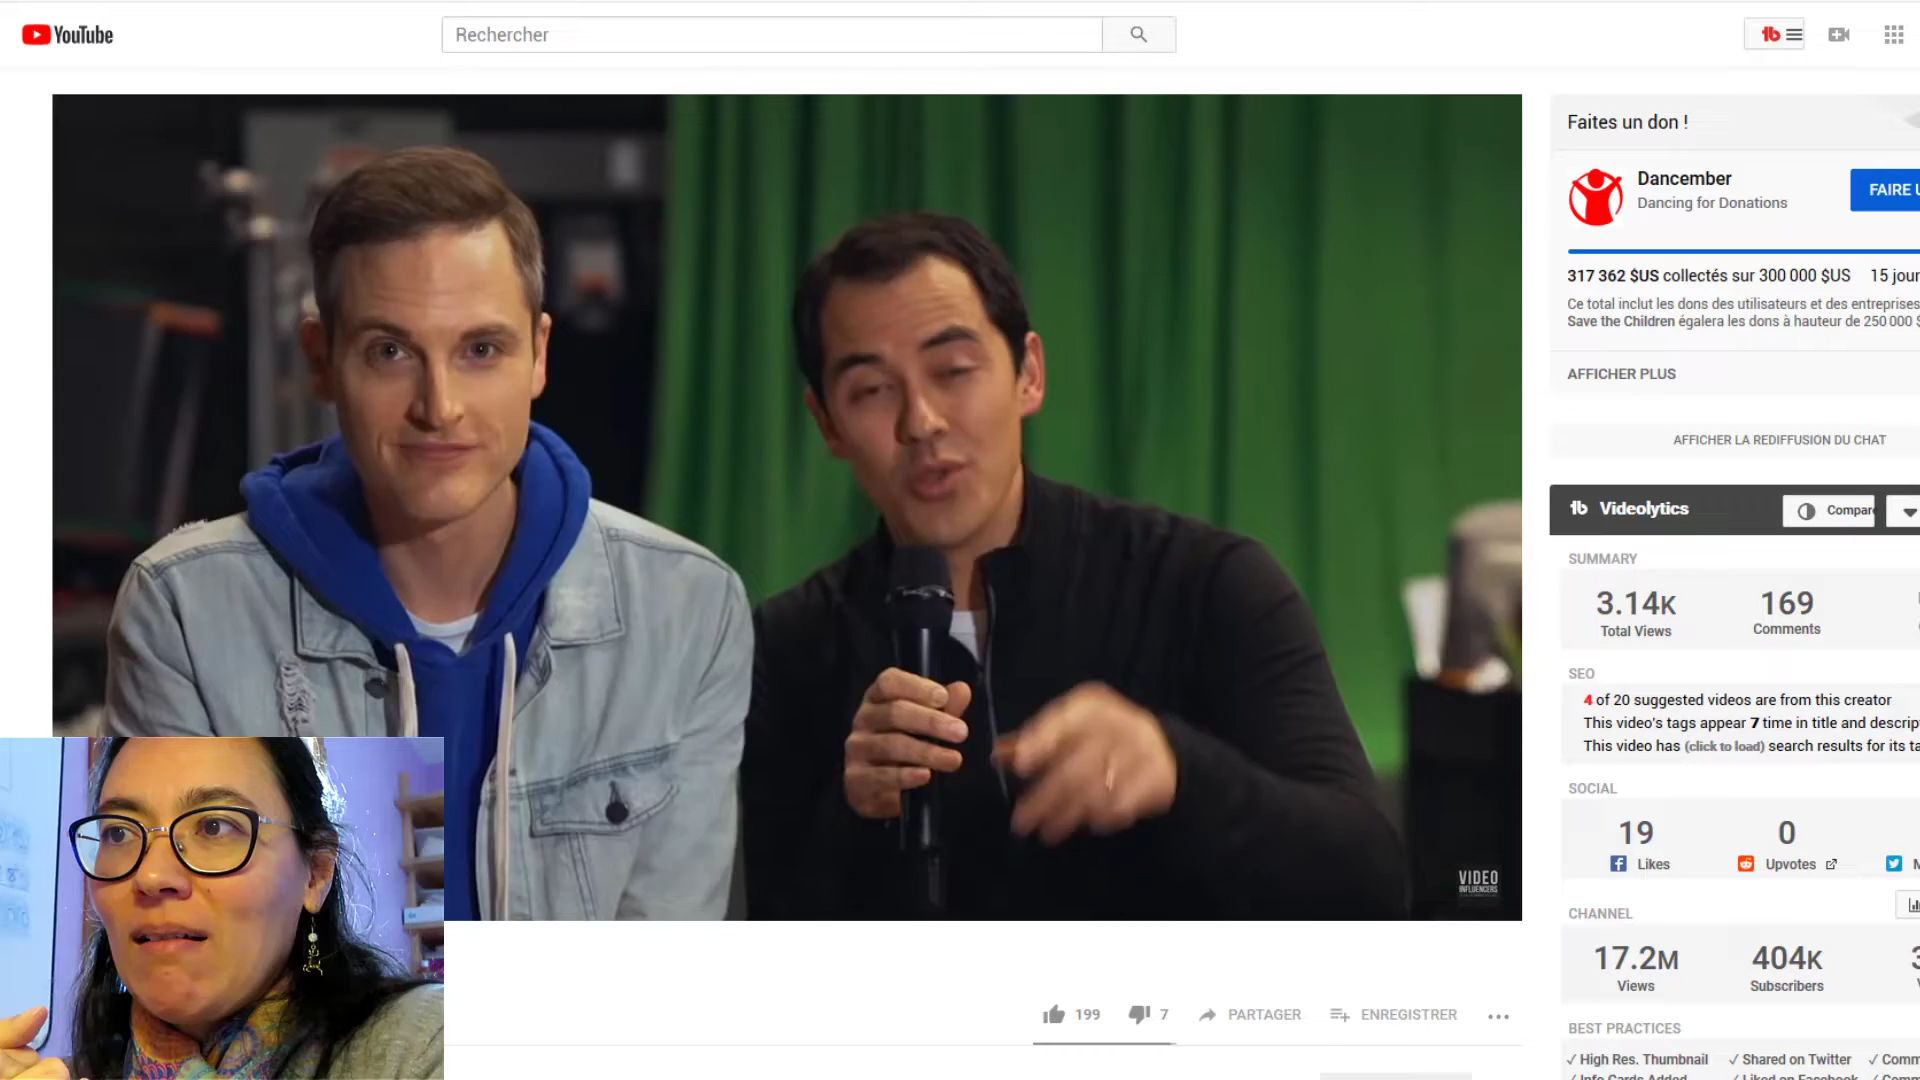 YouTube
Rechercher
Faites un don !
Dancember
Dancing for Donations
FAIRE U
317 362 $US collectés sur 300 000 $US 15 jour
Ce total inclut les dons des utilisateurs et des entreprises
Save the Children égalera les dons à hauteur de 250 000 $
AFFICHER PLUS
AFFICHER LA REDIFFUSION DU CHAT
Videolytics
Compare
SUMMARY
3.14K
169
Total Views
Comments
SEO
4 of 20 suggested videos are from this creator
This video's tags appear 7 time in title and descript
This video has (click to load) search results for its ta
SOCIAL
19
0
Likes
Upvotes
CHANNEL
17.2M
404K
Views
Subscribers
BEST PRACTICES
High Res. Thumbnail
Shared on Twitter
Comm
VIDEO
INFLUENCERS
199
7
PARTAGER
ENREGISTRER